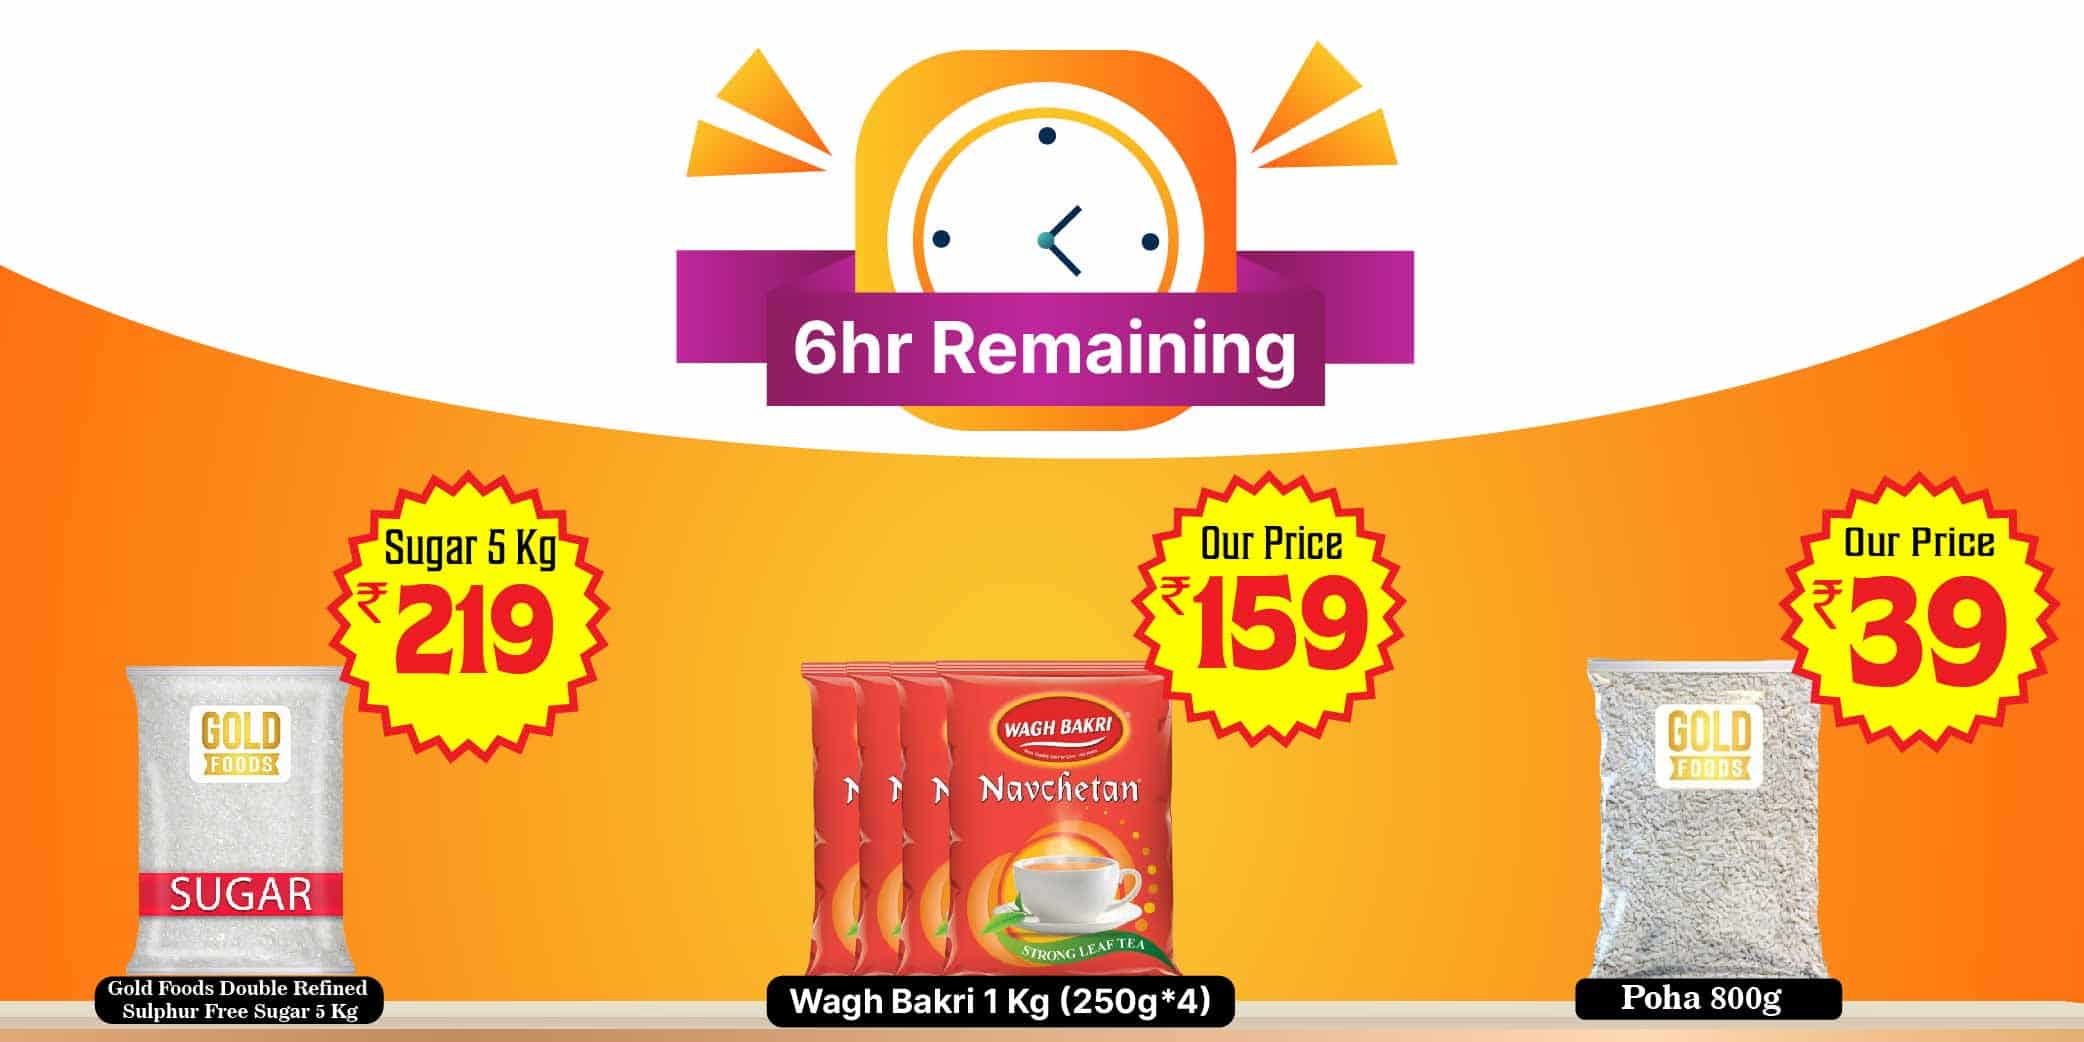 6hr Remaining
Sugar 5 Kg
₹219
GOLD
FOODS
SUGAR
Gold Foods Double Refined
Sulphur Free Sugar 5 Kg
Our Price
₹159
WAGH BAKRI
Navchetan
STRONG LEAF TEA
N
N
N
Wagh Bakri 1 Kg (250g*4)
Our Price
₹39
GOLD
FOODS
Poha 800g